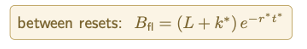 between resets: B_fl = (L + k*) e^{-r* t*}